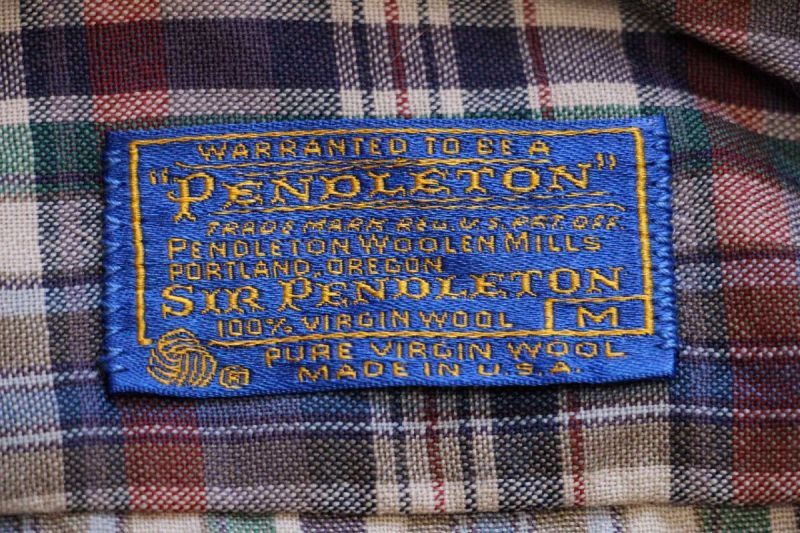 WARRANTED TO BE A
"PENDLETON"
TRADE MARK REG. U.S. PAT. OFF.
PENDLETON WOOLEN MILLS
PORTLAND, OREGON
SIR PENDLETON
100% VIRGIN WOOL M
® PURE VIRGIN WOOL
MADE IN U.S.A.